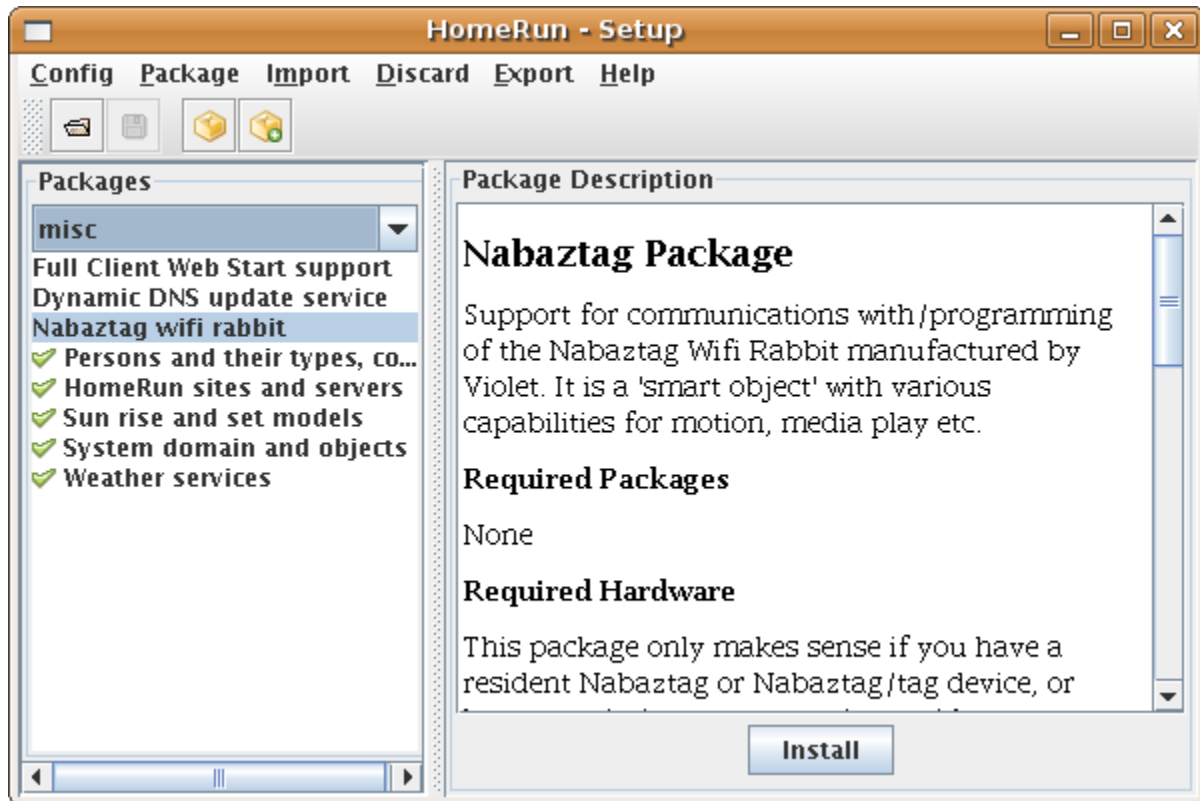 HomeRun - Setup
Config Package Import Discard Export Help
Packages
misc
Full Client Web Start support
Dynamic DNS update service
Nabaztag wifi rabbit
Persons and their types, co...
HomeRun sites and servers
Sun rise and set models
System domain and objects
Weather services
Package Description
Nabaztag Package
Support for communications with/programming
of the Nabaztag Wifi Rabbit manufactured by
Violet. It is a 'smart object' with various
capabilities for motion, media play etc.
Required Packages
None
Required Hardware
This package only makes sense if you have a
resident Nabaztag or Nabaztag/tag device, or
Install